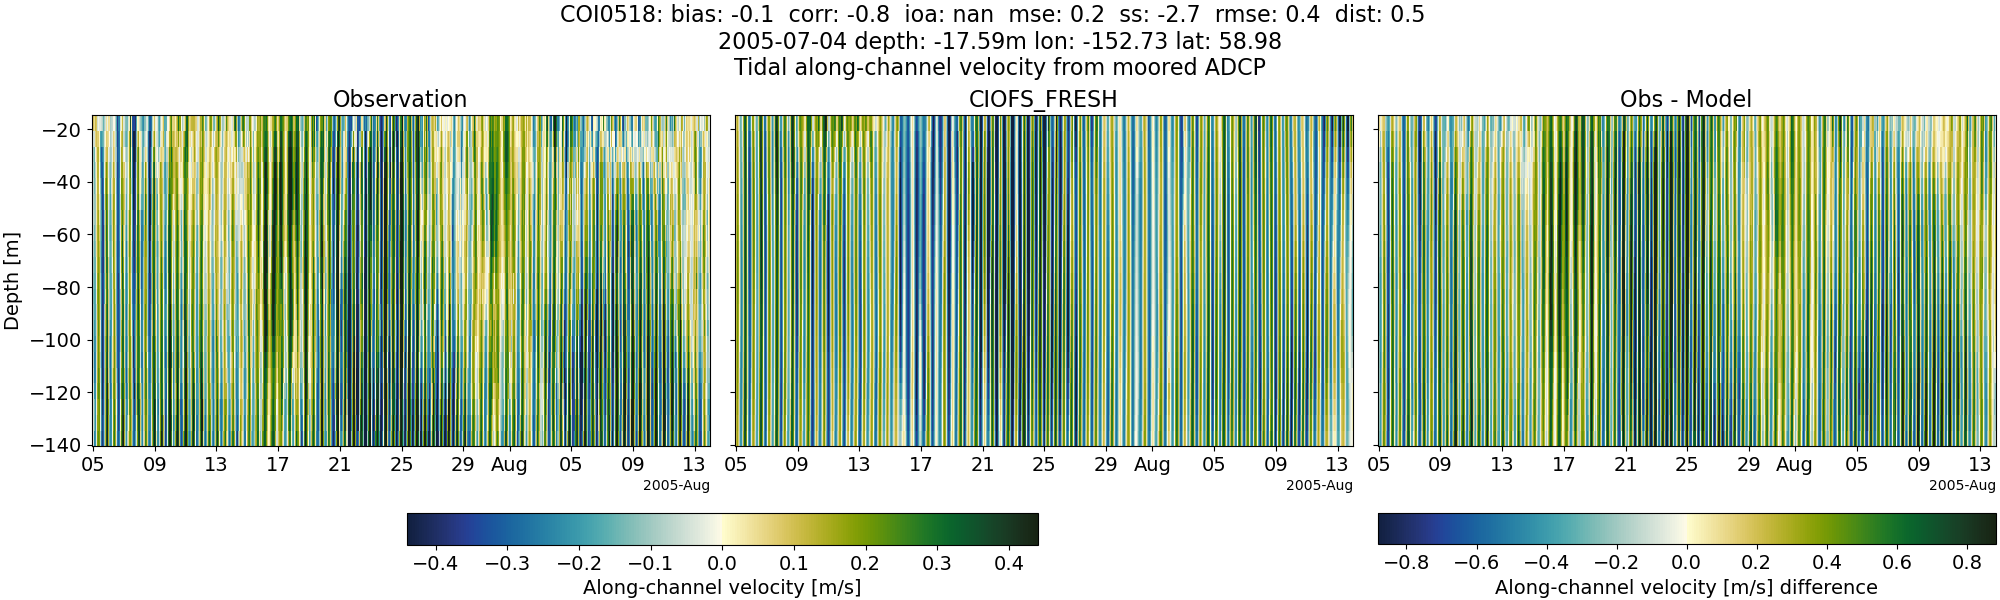 COI0518: bias: -0.1 corr: -0.8 ioa: nan mse: 0.2 ss: -2.7 rmse: 0.4 dist: 0.5
2005-07-04 depth: -17.59m lon: -152.73 lat: 58.98
Tidal along-channel velocity from moored ADCP
Observation
CIOFS_FRESH
Obs - Model
Depth [m]
−20
−40
−60
−80
−100
−120
−140
05 09 13 17 21 25 29 Aug 05 09 13
2005-Aug
05 09 13 17 21 25 29 Aug 05 09 13
2005-Aug
05 09 13 17 21 25 29 Aug 05 09 13
2005-Aug
−0.4 −0.3 −0.2 −0.1 0.0 0.1 0.2 0.3 0.4
Along-channel velocity [m/s]
−0.8 −0.6 −0.4 −0.2 0.0 0.2 0.4 0.6 0.8
Along-channel velocity [m/s] difference